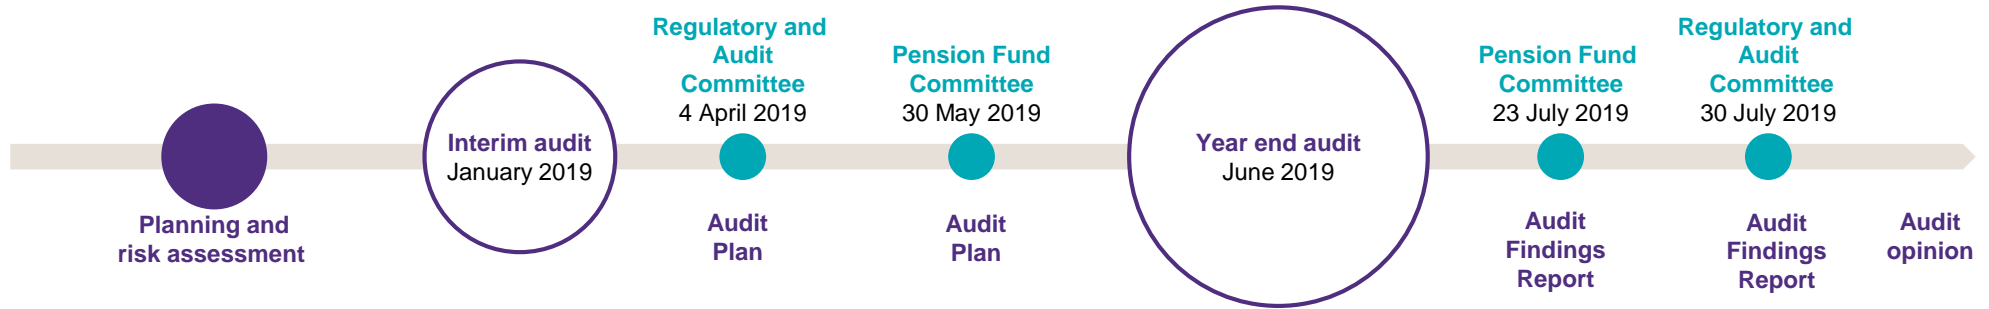 Planning and
risk assessment
Interim audit
January 2019
Regulatory and
Audit
Committee
4 April 2019
Audit
Plan
Pension Fund
Committee
30 May 2019
Audit
Plan
Year end audit
June 2019
Pension Fund
Committee
23 July 2019
Audit
Findings
Report
Regulatory and
Audit
Committee
30 July 2019
Audit
Findings
Report
Audit
opinion